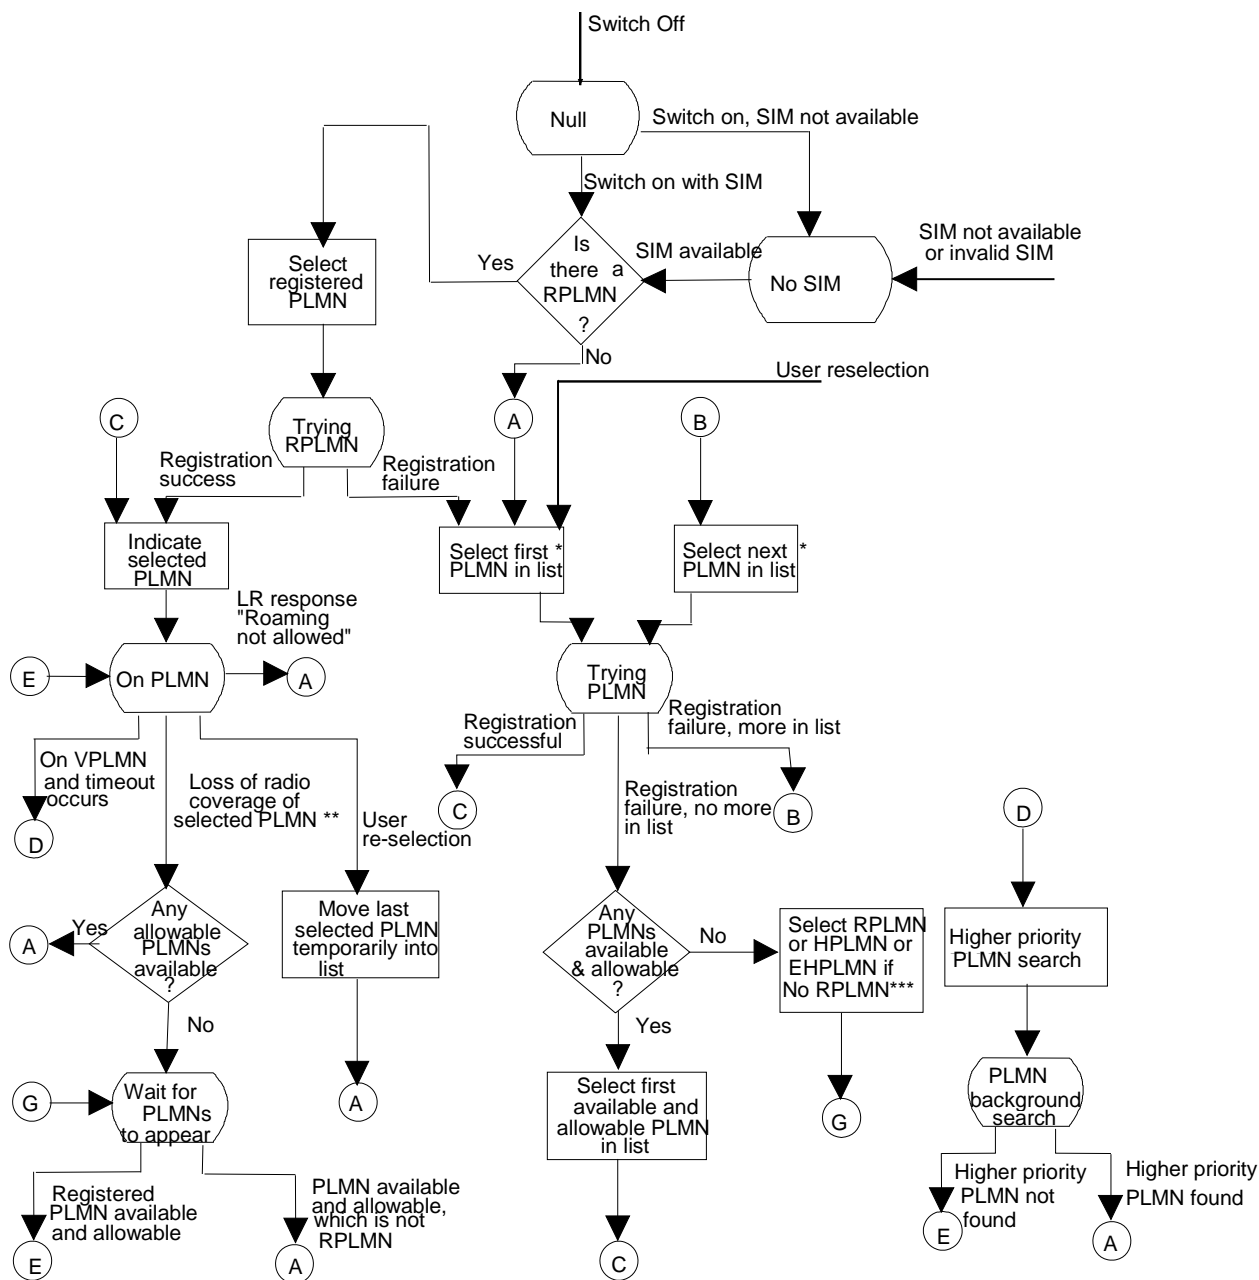 Switch Off
Null
Switch on, SIM not available
Switch on with SIM
SIM not available
or invalid SIM
Is
there a
RPLMN
?
SIM available
Yes
No SIM
Select
registered
PLMN
No
User reselection
C
Trying
RPLMN
A
B
Registration
success
Registration
failure
Indicate
selected
PLMN
Select first *
PLMN in list
Select next *
PLMN in list
LR response
"Roaming
not allowed"
E
On PLMN
A
Trying
PLMN
Registration
successful
Registration
failure, more in list
On VPLMN
and timeout
occurs
Loss of radio
coverage of
selected PLMN **
User
re-selection
Registration
failure, no more
in list
D
C
B
D
A
Yes
Any
allowable
PLMNs
available
?
Move last
selected PLMN
temporarily into
list
Any
PLMNs
available
& allowable
?
No
Select RPLMN
or HPLMN or
EHPLMN if
No RPLMN***
Higher priority
PLMN search
No
Yes
G
Wait for
PLMNs
to appear
A
Select first
available and
allowable PLMN
in list
G
PLMN
background
search
Registered
PLMN available
and allowable
PLMN available
and allowable,
which is not
RPLMN
Higher priority
PLMN not
found
Higher priority
PLMN found
E
A
C
E
A